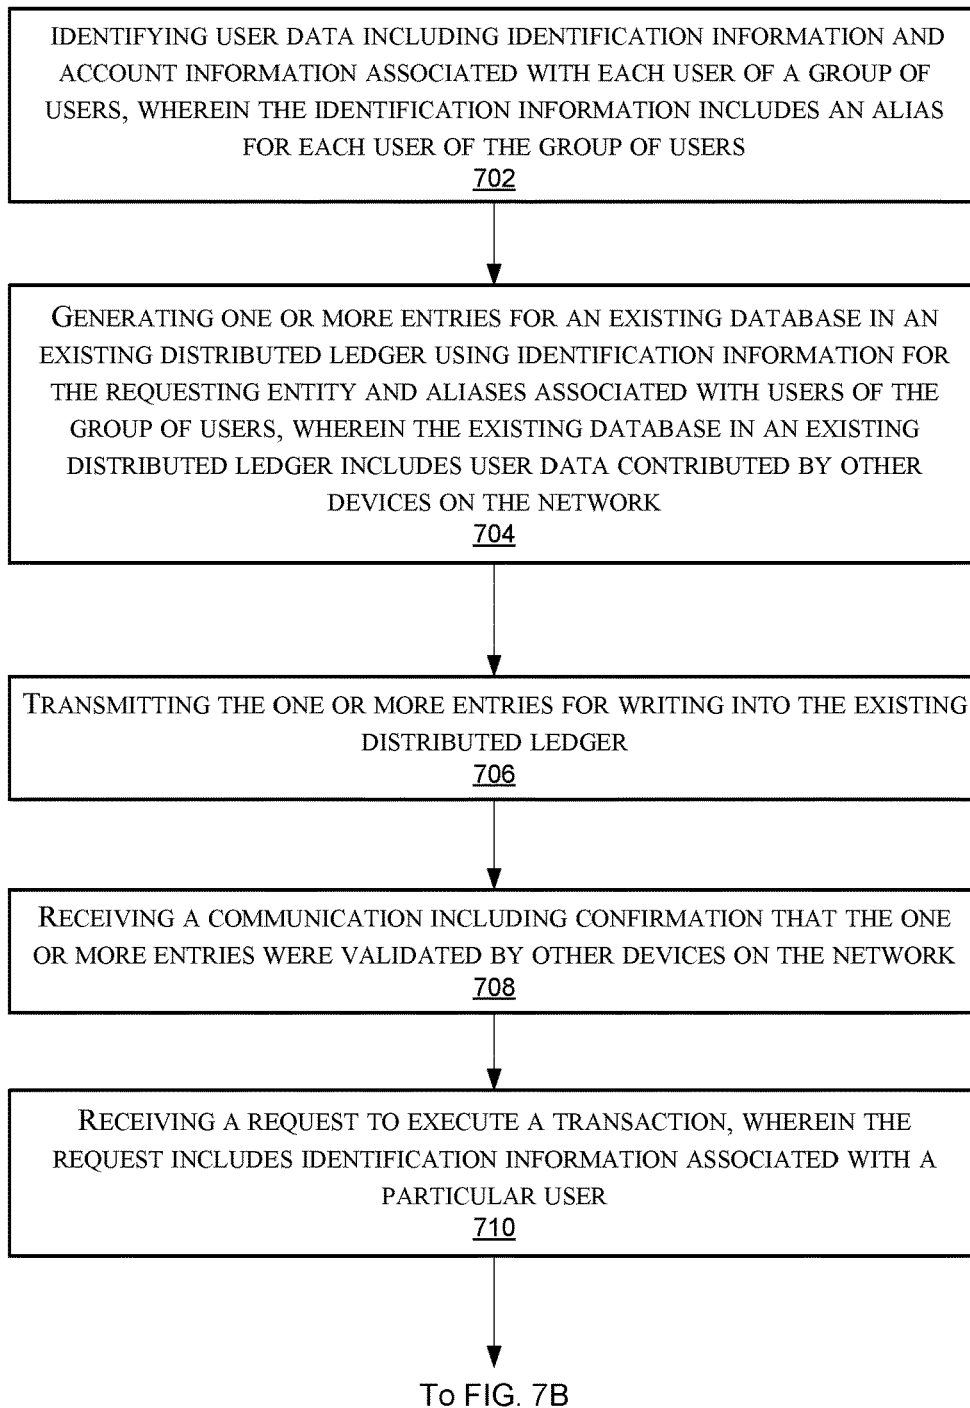 IDENTIFYING USER DATA INCLUDING IDENTIFICATION INFORMATION AND
ACCOUNT INFORMATION ASSOCIATED WITH EACH USER OF A GROUP OF
USERS, WHEREIN THE IDENTIFICATION INFORMATION INCLUDES AN ALIAS
FOR EACH USER OF THE GROUP OF USERS
702
GENERATING ONE OR MORE ENTRIES FOR AN EXISTING DATABASE IN AN
EXISTING DISTRIBUTED LEDGER USING IDENTIFICATION INFORMATION FOR
THE REQUESTING ENTITY AND ALIASES ASSOCIATED WITH USERS OF THE
GROUP OF USERS, WHEREIN THE EXISTING DATABASE IN AN EXISTING
DISTRIBUTED LEDGER INCLUDES USER DATA CONTRIBUTED BY OTHER
DEVICES ON THE NETWORK
704
TRANSMITTING THE ONE OR MORE ENTRIES FOR WRITING INTO THE EXISTING
DISTRIBUTED LEDGER
706
RECEIVING A COMMUNICATION INCLUDING CONFIRMATION THAT THE ONE
OR MORE ENTRIES WERE VALIDATED BY OTHER DEVICES ON THE NETWORK
708
RECEIVING A REQUEST TO EXECUTE A TRANSACTION, WHEREIN THE
REQUEST INCLUDES IDENTIFICATION INFORMATION ASSOCIATED WITH A
PARTICULAR USER
710
To FIG. 7B